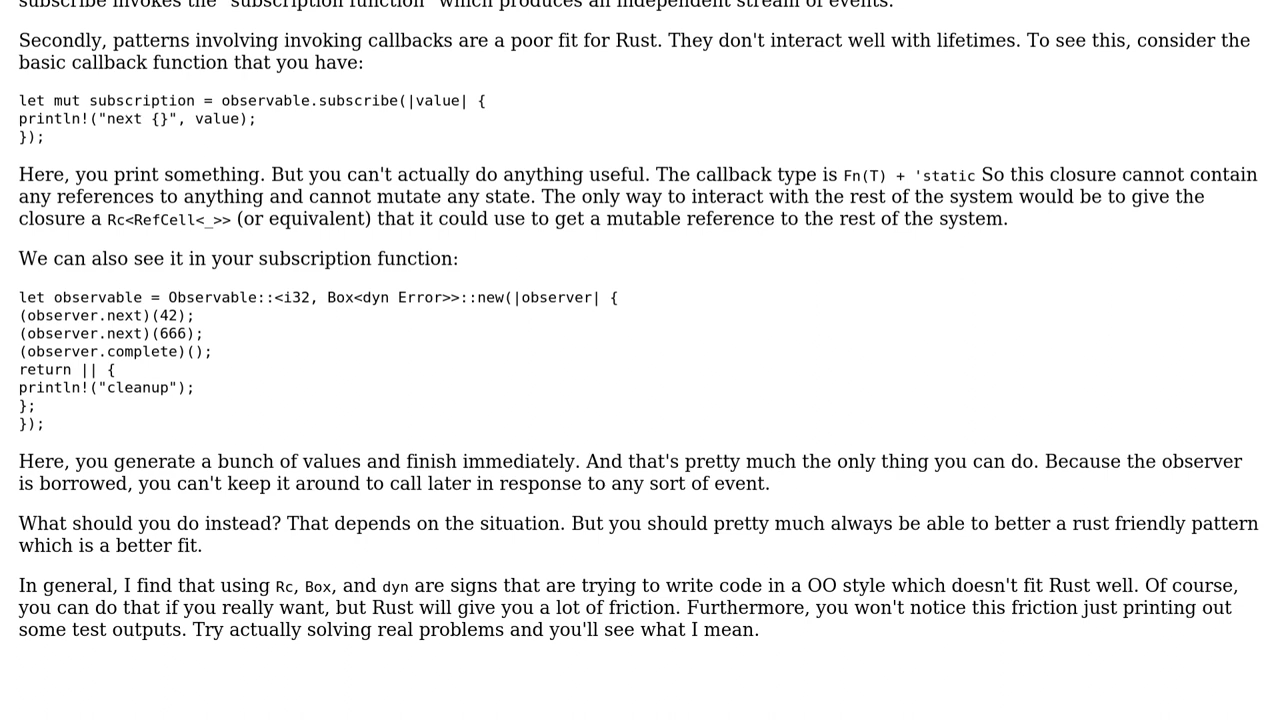 subscribe invokes the "subscription function" which produces an independent stream of events.
Secondly, patterns involving invoking callbacks are a poor fit for Rust. They don't interact well with lifetimes. To see this, consider the
basic callback function that you have:
let mut subscription = observable.subscribe(|value| {
println!("next {}", value);
});
Here, you print something. But you can't actually do anything useful. The callback type is Fn(T) + 'static So this closure cannot contain
any references to anything and cannot mutate any state. The only way to interact with the rest of the system would be to give the
closure a Rc<RefCell<_>> (or equivalent) that it could use to get a mutable reference to the rest of the system.
We can also see it in your subscription function:
let observable = Observable::<i32, Box<dyn Error>>::new(|observer| {
(observer.next)(42);
(observer.next)(666);
(observer.complete)();
return || {
println!("cleanup");
};
});
Here, you generate a bunch of values and finish immediately. And that's pretty much the only thing you can do. Because the observer
is borrowed, you can't keep it around to call later in response to any sort of event.
What should you do instead? That depends on the situation. But you should pretty much always be able to better a rust friendly pattern
which is a better fit.
In general, I find that using Rc, Box, and dyn are signs that are trying to write code in a OO style which doesn't fit Rust well. Of course,
you can do that if you really want, but Rust will give you a lot of friction. Furthermore, you won't notice this friction just printing out
some test outputs. Try actually solving real problems and you'll see what I mean.